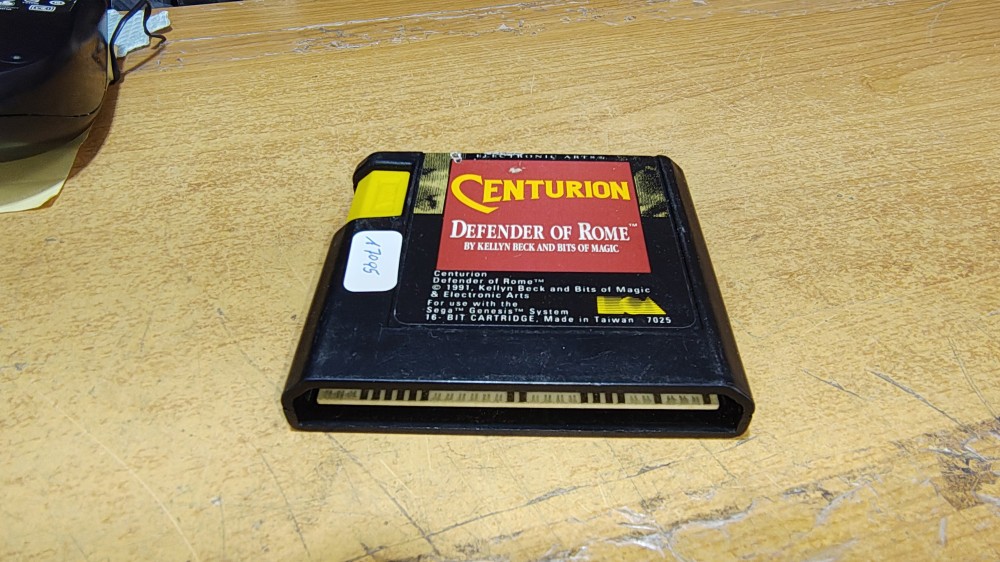 ELECTRONIC ARTS®
CENTURION
DEFENDER OF ROME™
BY KELLYN BECK AND BITS OF MAGIC
17095
Centurion
Defender of Rome™
© 1991, Kellyn Beck and Bits of Magic
& Electronic Arts
For use with the
Sega™ Genesis™ System
16- BIT CARTRIDGE, Made in Taiwan 7025
EA